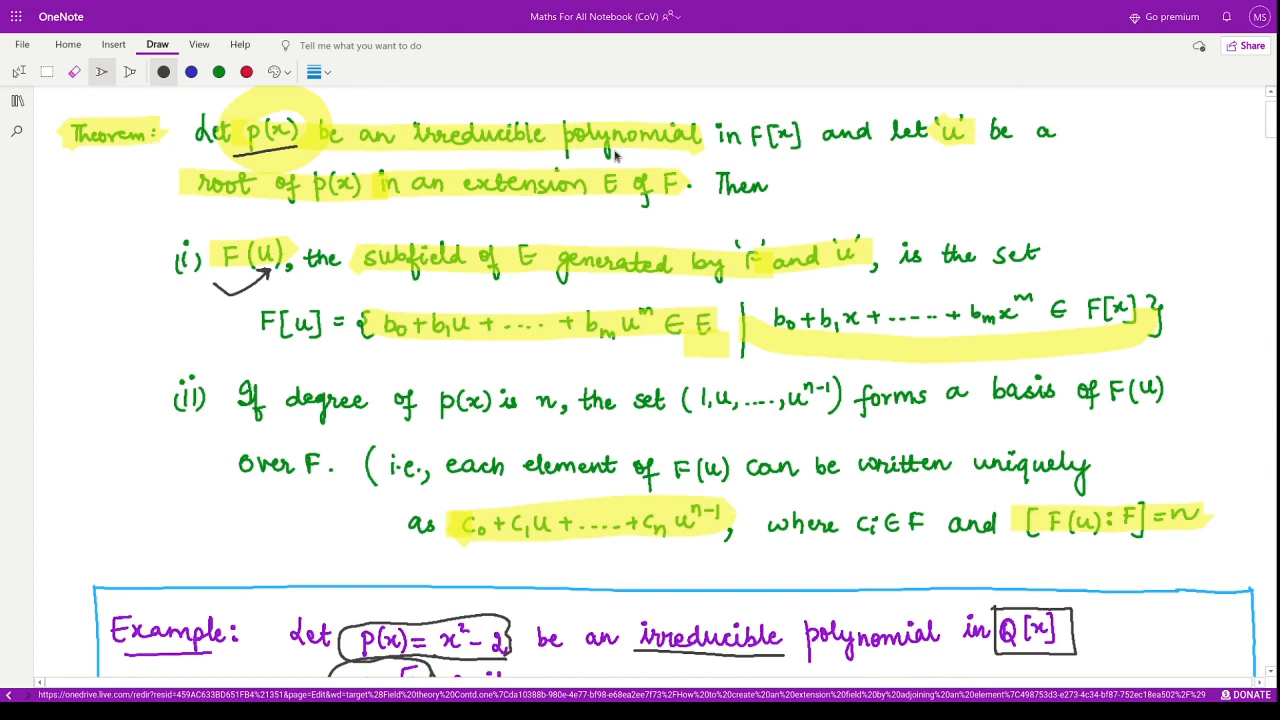 OneNote
Maths For All Notebook (CoV)
Go premium
MS
File Home Insert Draw View Help Tell me what you want to do
Share
Theorem: Let p(x) be an irreducible polynomial in F[x] and let 'u' be a
root of p(x) in an extension E of F. Then
(i) F(u), the subfield of E generated by 'F' and 'u', is the set
F[u] = { b₀+b₁u + ..... + bₘuᵐ ∈ E | b₀+b₁x + ..... + bₘxᵐ ∈ F[x] }
(ii) If degree of p(x) is n, the set (1, u, ...., uⁿ⁻¹) forms a basis of F(u)
over F. (i.e., each element of F(u) can be written uniquely
as c₀ + c₁u + ..... + cₙuⁿ⁻¹, where cᵢ ∈ F and [F(u) : F] = n
Example: Let p(x) = x² - 2 be an irreducible polynomial in Q[x]
DONATE